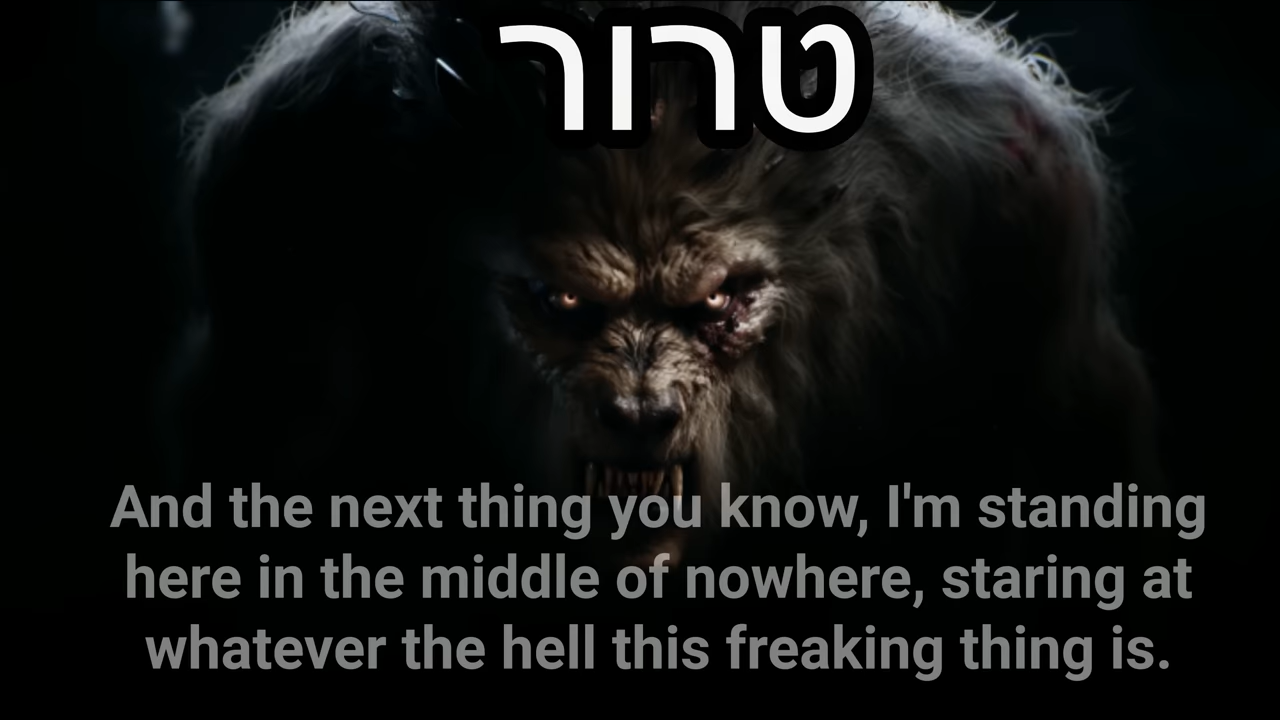 טרור
And the next thing you know, I'm standing
here in the middle of nowhere, staring at
whatever the hell this freaking thing is.